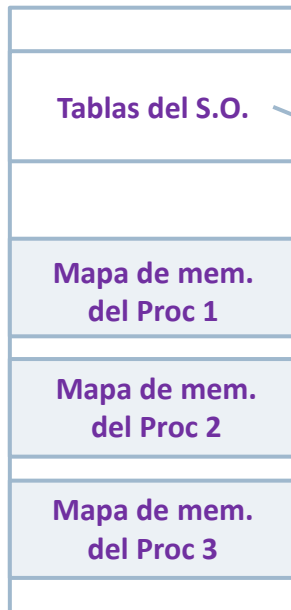 Tablas del S.O.
Mapa de mem.
del Proc 1
Mapa de mem.
del Proc 2
Mapa de mem.
del Proc 3